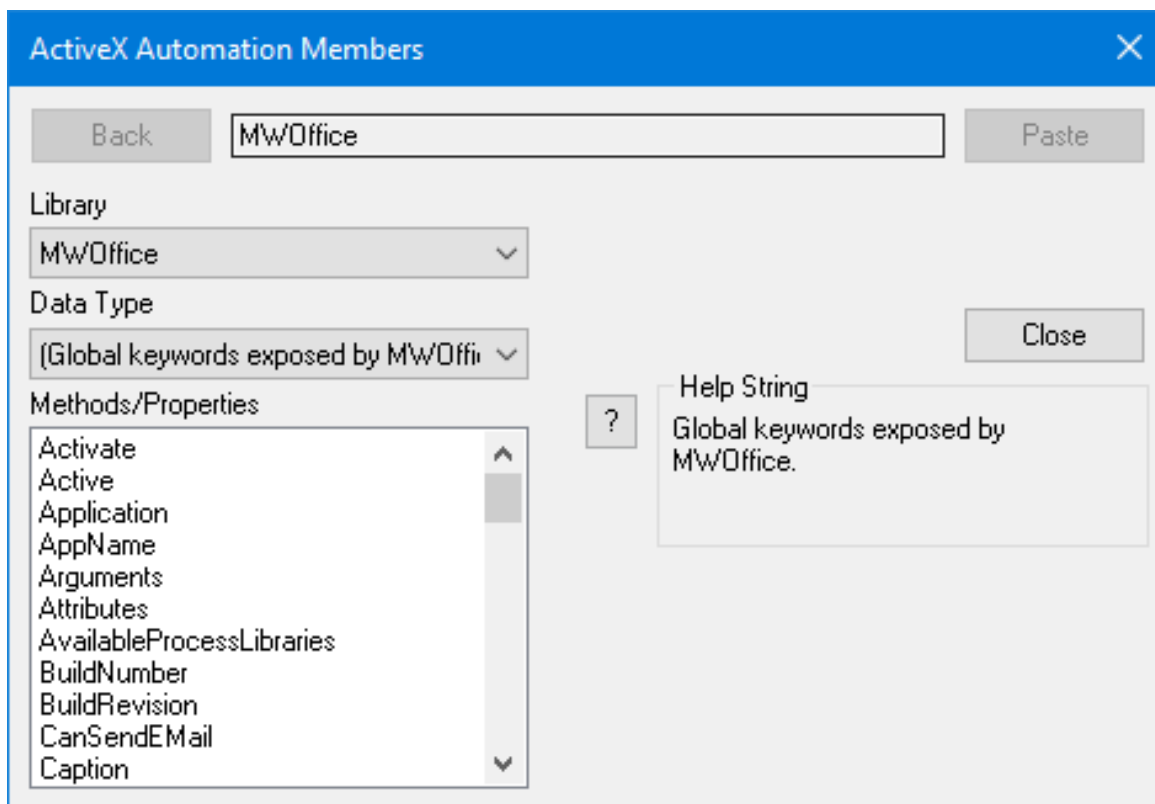 ActiveX Automation Members
Back
MWOffice
Paste
Library
MWOffice
Data Type
(Global keywords exposed by MWOffi
Close
Methods/Properties
?
Help String
Global keywords exposed by
MWOffice.
Activate
Active
Application
AppName
Arguments
Attributes
AvailableProcessLibraries
BuildNumber
BuildRevision
CanSendEMail
Caption